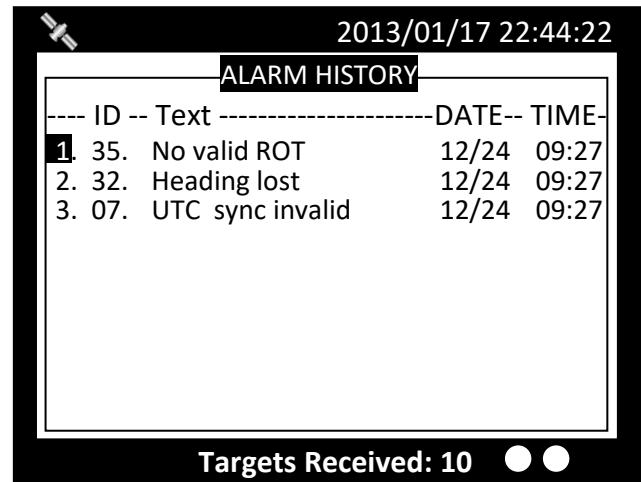 2013/01/17 22:44:22
ALARM HISTORY
---- ID -- Text ----------------------DATE-- TIME-
1. 35. No valid ROT 12/24 09:27
2. 32. Heading lost 12/24 09:27
3. 07. UTC sync invalid 12/24 09:27
Targets Received: 10